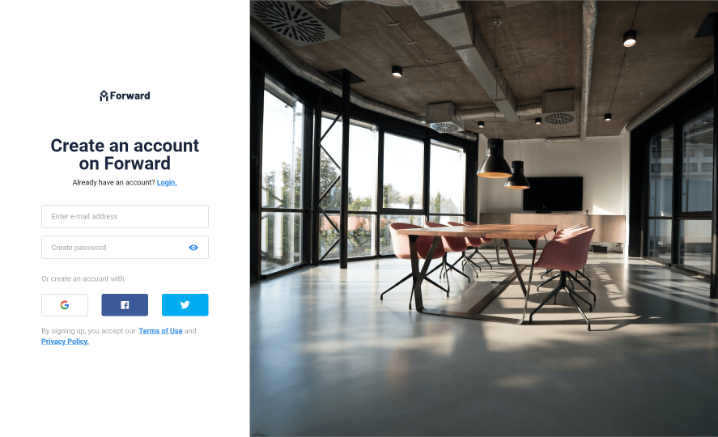 Forward
Create an account
on Forward
Already have an account? Login.
Enter e-mail address
Create password
Or create an account with
By signing up, you accept our Terms of Use and
Privacy Policy.